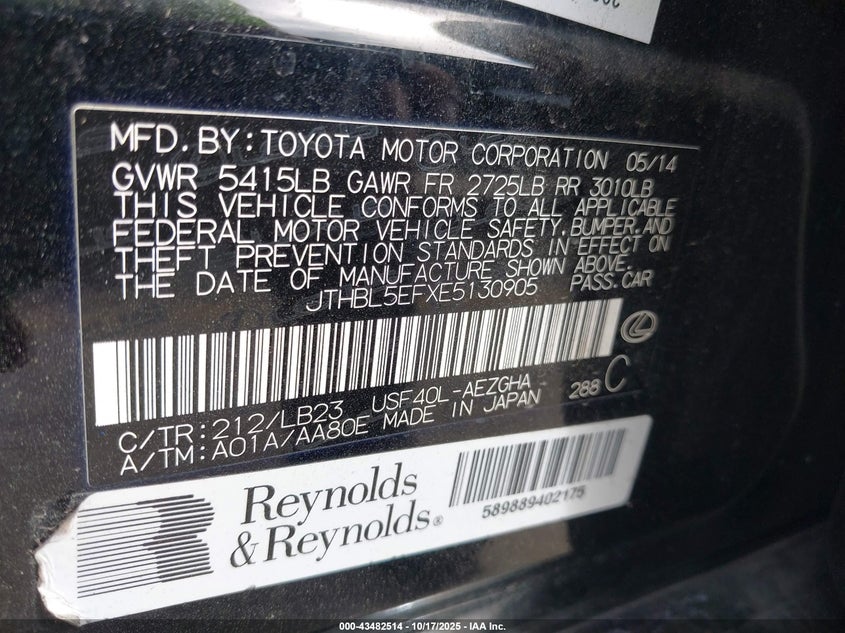 MFD. BY: TOYOTA MOTOR CORPORATION 05/14
GVWR 5415LB GAWR FR 2725LB RR 3010LB
THIS VEHICLE CONFORMS TO ALL APPLICABLE
FEDERAL MOTOR VEHICLE SAFETY, BUMPER, AND
THEFT PREVENTION STANDARDS IN EFFECT ON
THE DATE OF MANUFACTURE SHOWN ABOVE.
JTHBL5EFXE5130905 PASS. CAR
C/TR: 212/LB23 USF40L-AEZGHA 288 C
A/TM: A01A/AA80E MADE IN JAPAN
Reynolds
& Reynolds®
589889402175
000-43482514 - 10/17/2025 - IAA Inc.